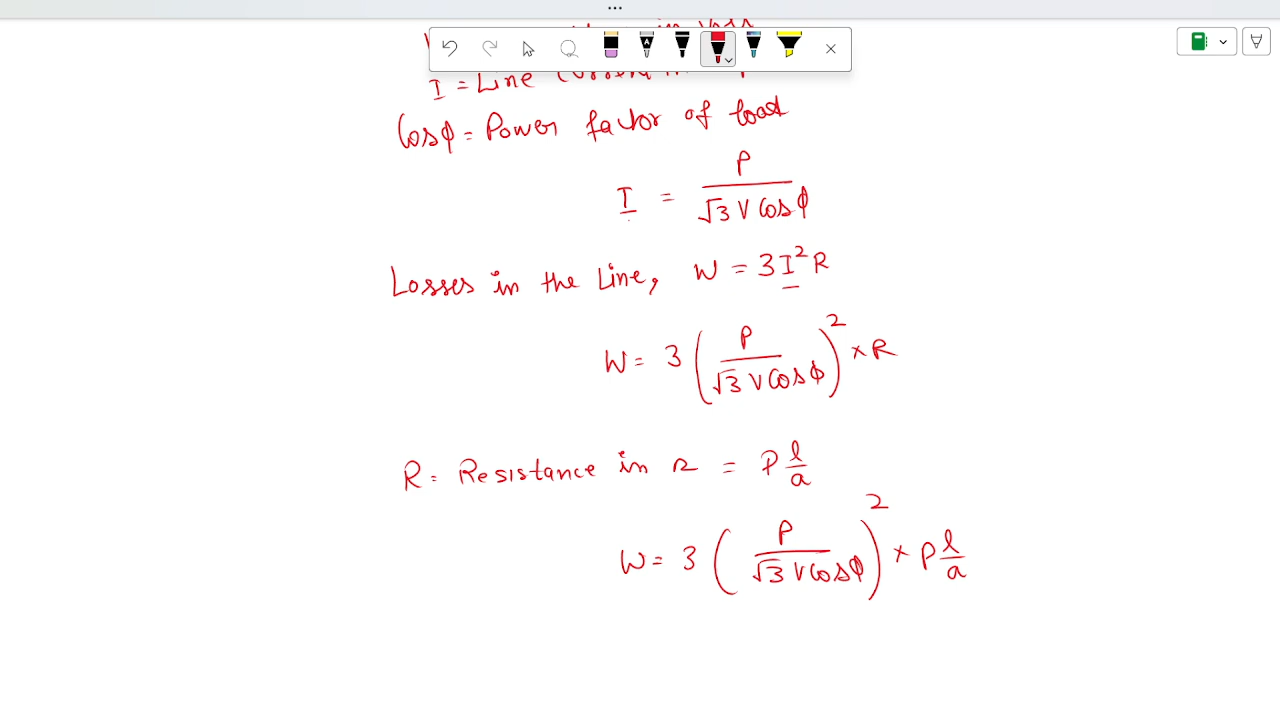 I = Line
Cosϕ = Power factor of load
I = P / √3 V Cosϕ
Losses in the Line, W = 3I²R
W = 3 (P / √3 V Cosϕ)² × R
R = Resistance in Ω = ρ l/a
W = 3 (P / √3 V Cosϕ)² × ρ l/a